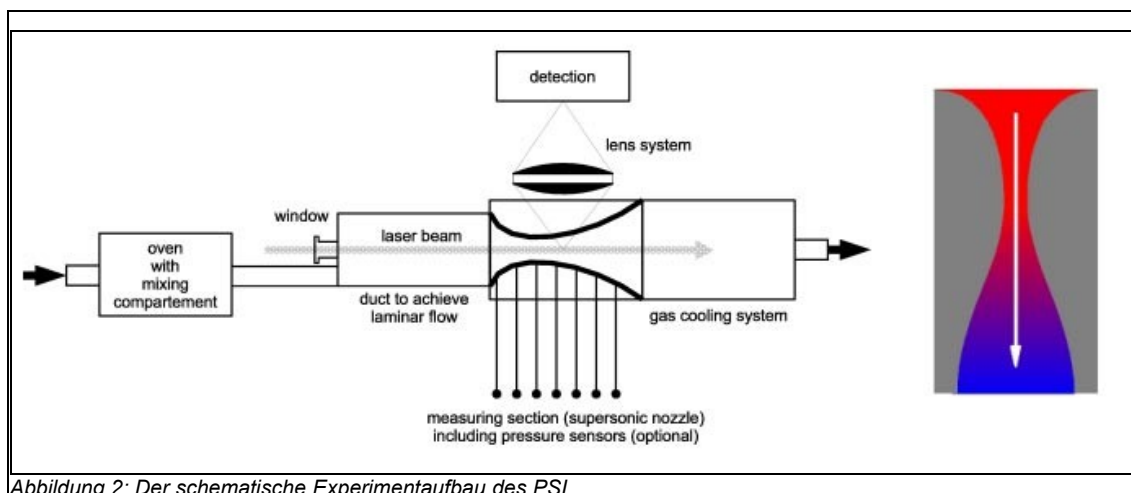 detection
lens system
window
laser beam
oven
with
mixing
compartement
duct to achieve
laminar flow
gas cooling system
measuring section (supersonic nozzle)
including pressure sensors (optional)
Abbildung 2: Der schematische Experimentaufbau des PSI